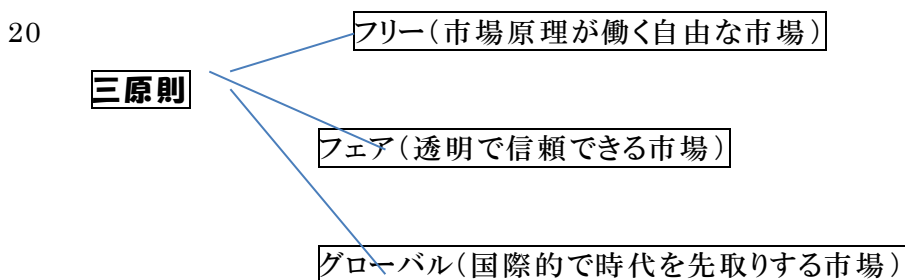 20
フリー(市場原理が働く自由な市場)
三原則
フェア(透明で信頼できる市場)
グローバル(国際的で時代を先取りする市場)